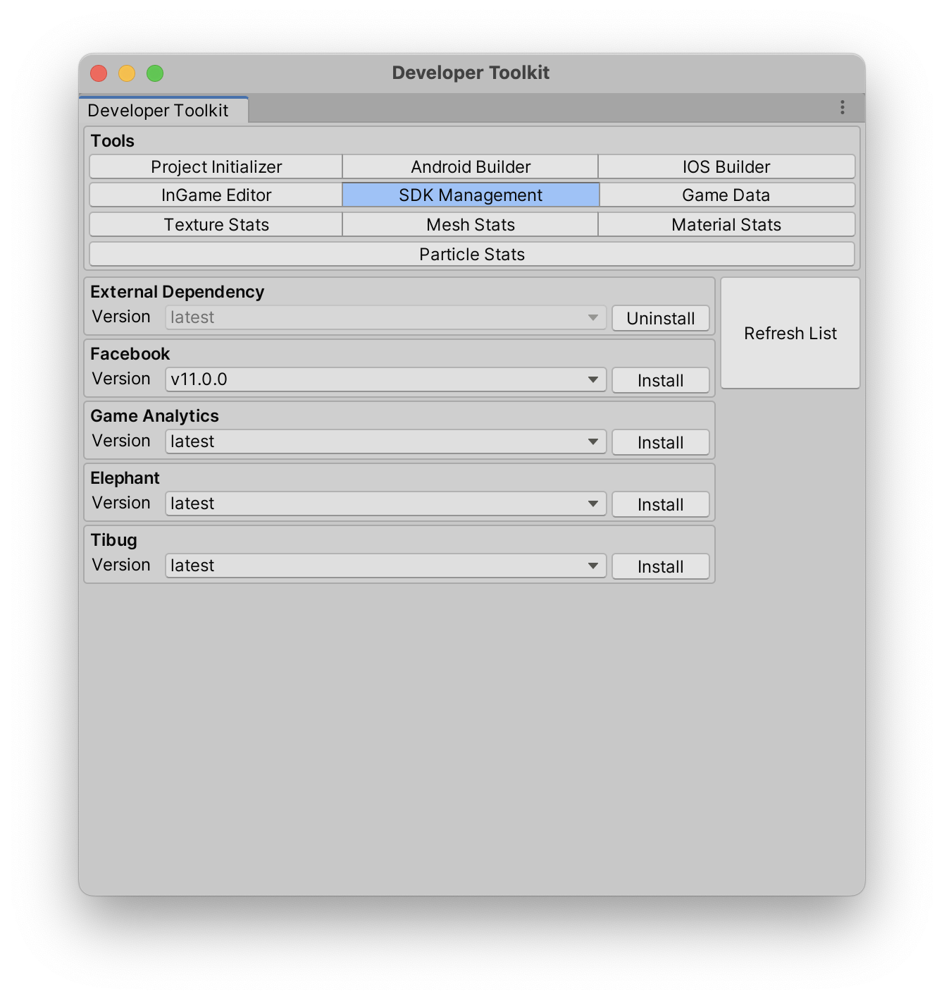 Developer Toolkit
Developer Toolkit
Tools
Project Initializer Android Builder IOS Builder
InGame Editor SDK Management Game Data
Texture Stats Mesh Stats Material Stats
Particle Stats
External Dependency
Version latest Uninstall
Refresh List
Facebook
Version v11.0.0 Install
Game Analytics
Version latest Install
Elephant
Version latest Install
Tibug
Version latest Install